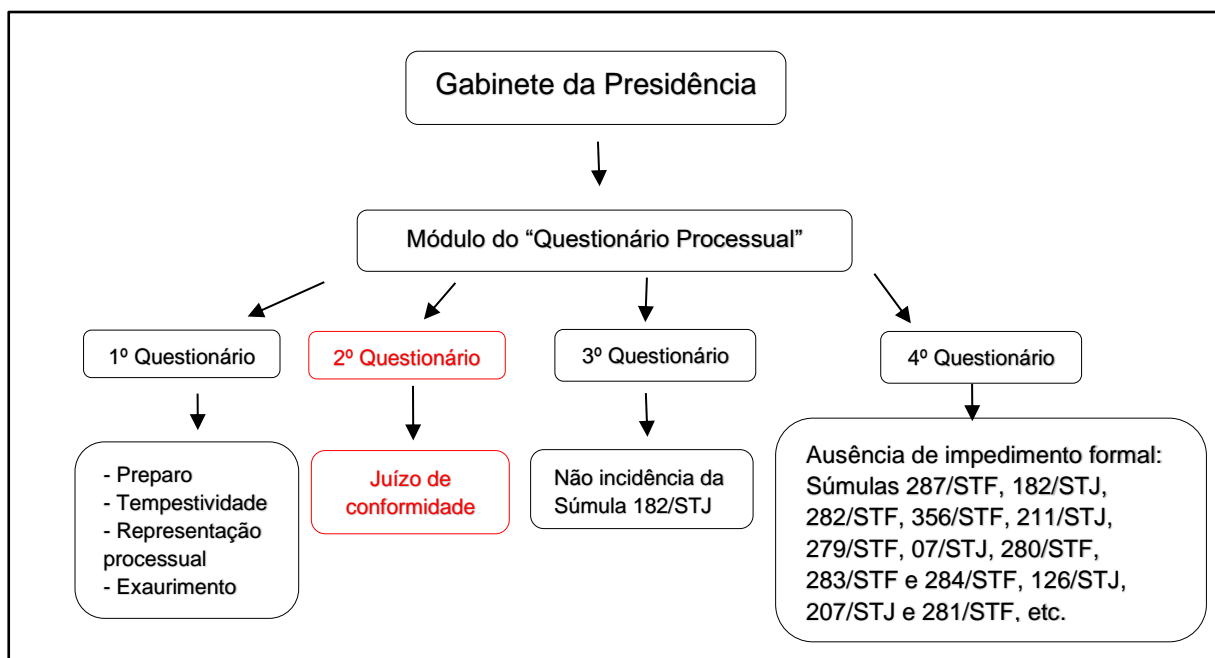 Gabinete da Presidência
Módulo do “Questionário Processual”
1º Questionário
2º Questionário
3º Questionário
4º Questionário
- Preparo
- Tempestividade
- Representação
processual
- Exaurimento
Juízo de
conformidade
Não incidência da
Súmula 182/STJ
Ausência de impedimento formal:
Súmulas 287/STF, 182/STJ,
282/STF, 356/STF, 211/STJ,
279/STF, 07/STJ, 280/STF,
283/STF e 284/STF, 126/STJ,
207/STJ e 281/STF, etc.